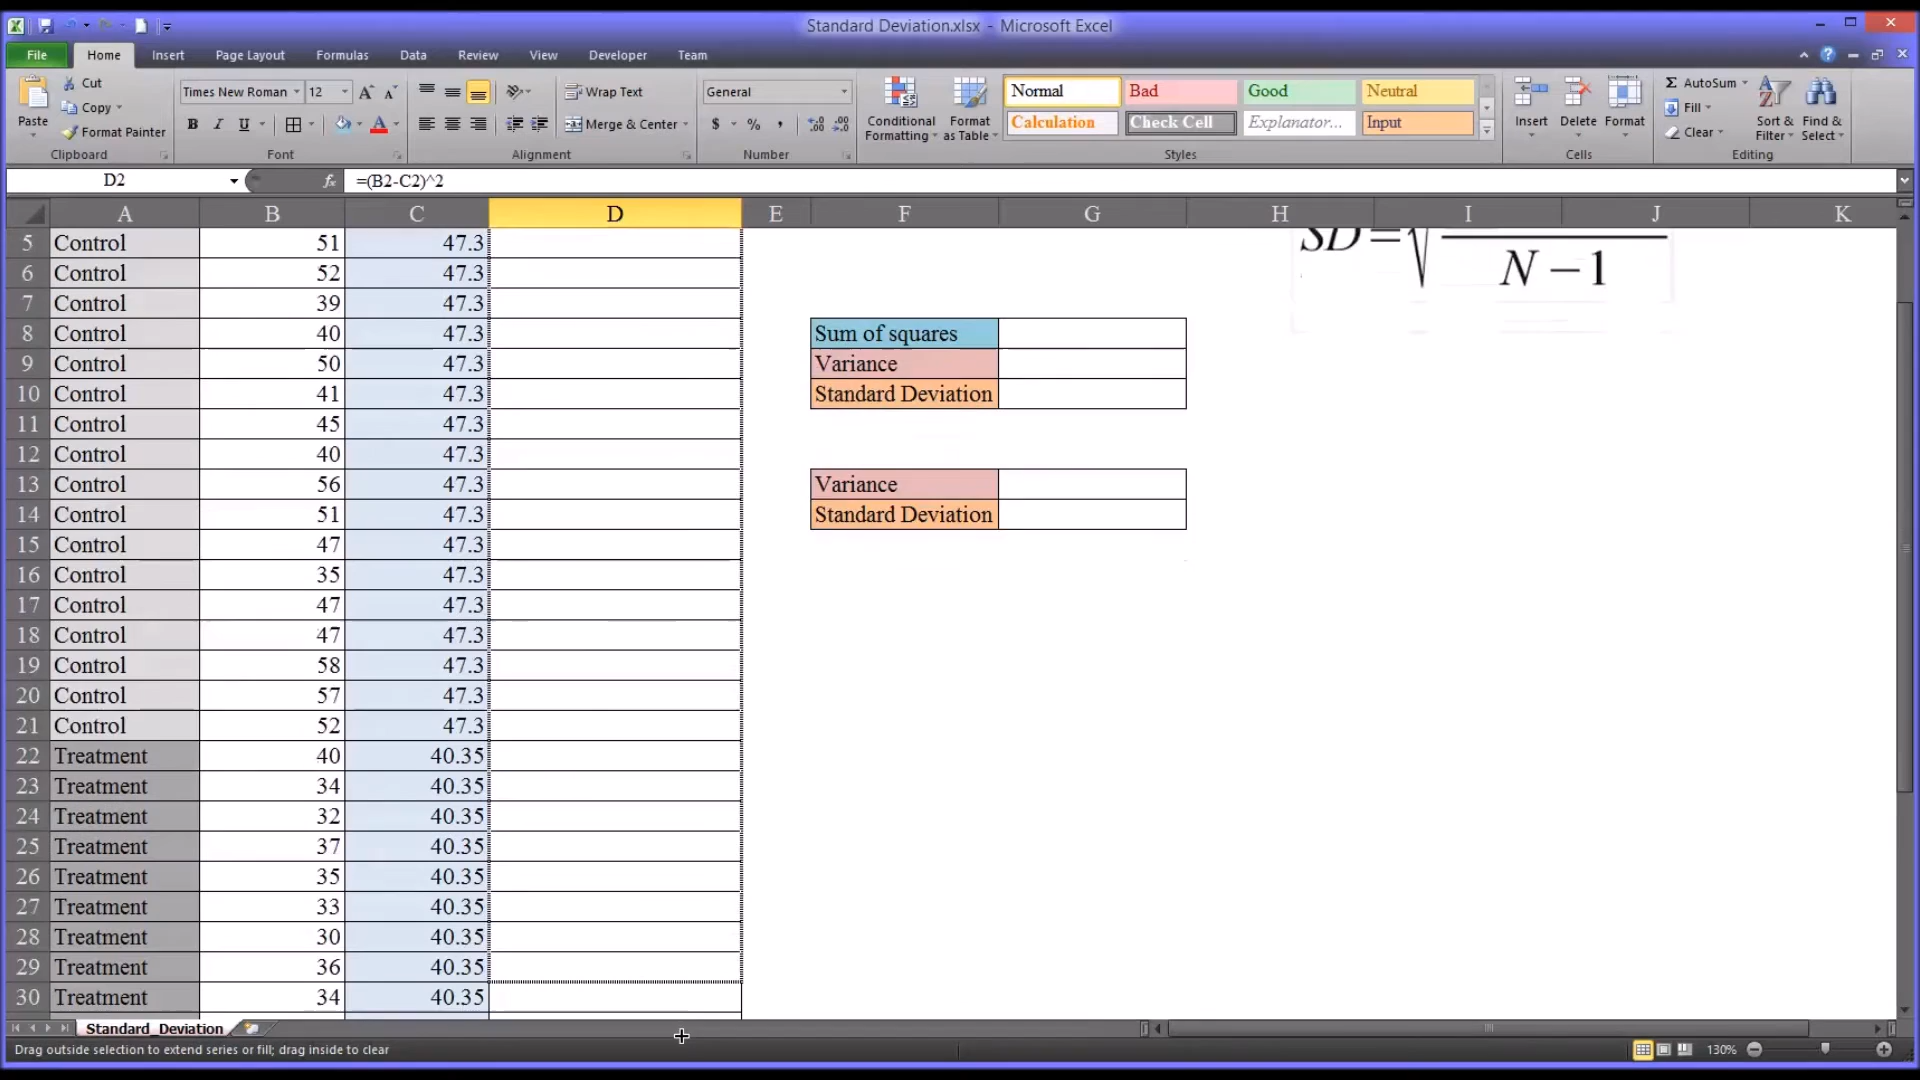 Standard Deviation.xlsx - Microsoft Excel
File Home Insert Page Layout Formulas Data Review View Developer Team
Paste
Cut
Copy
Format Painter
Clipboard
Times New Roman 12
B I U
Font
Wrap Text
Merge & Center
Alignment
General
$ % ,
Number
Conditional Formatting
Format as Table
Normal Bad Good Neutral
Calculation Check Cell Explanator... Input
Styles
Insert Delete Format
Cells
Σ AutoSum
Fill
Clear
Sort & Filter
Find & Select
Editing
D2 fx =(B2-C2)^2
A B C D E F G H I J K
5 Control 51 47.3
6 Control 52 47.3
7 Control 39 47.3
8 Control 40 47.3 Sum of squares
9 Control 50 47.3 Variance
10 Control 41 47.3 Standard Deviation
11 Control 45 47.3
12 Control 40 47.3
13 Control 56 47.3 Variance
14 Control 51 47.3 Standard Deviation
15 Control 47 47.3
16 Control 35 47.3
17 Control 47 47.3
18 Control 47 47.3
19 Control 58 47.3
20 Control 57 47.3
21 Control 52 47.3
22 Treatment 40 40.35
23 Treatment 34 40.35
24 Treatment 32 40.35
25 Treatment 37 40.35
26 Treatment 35 40.35
27 Treatment 33 40.35
28 Treatment 30 40.35
29 Treatment 36 40.35
30 Treatment 34 40.35
SD = √
N − 1
Standard_Deviation
Drag outside selection to extend series or fill; drag inside to clear
130%